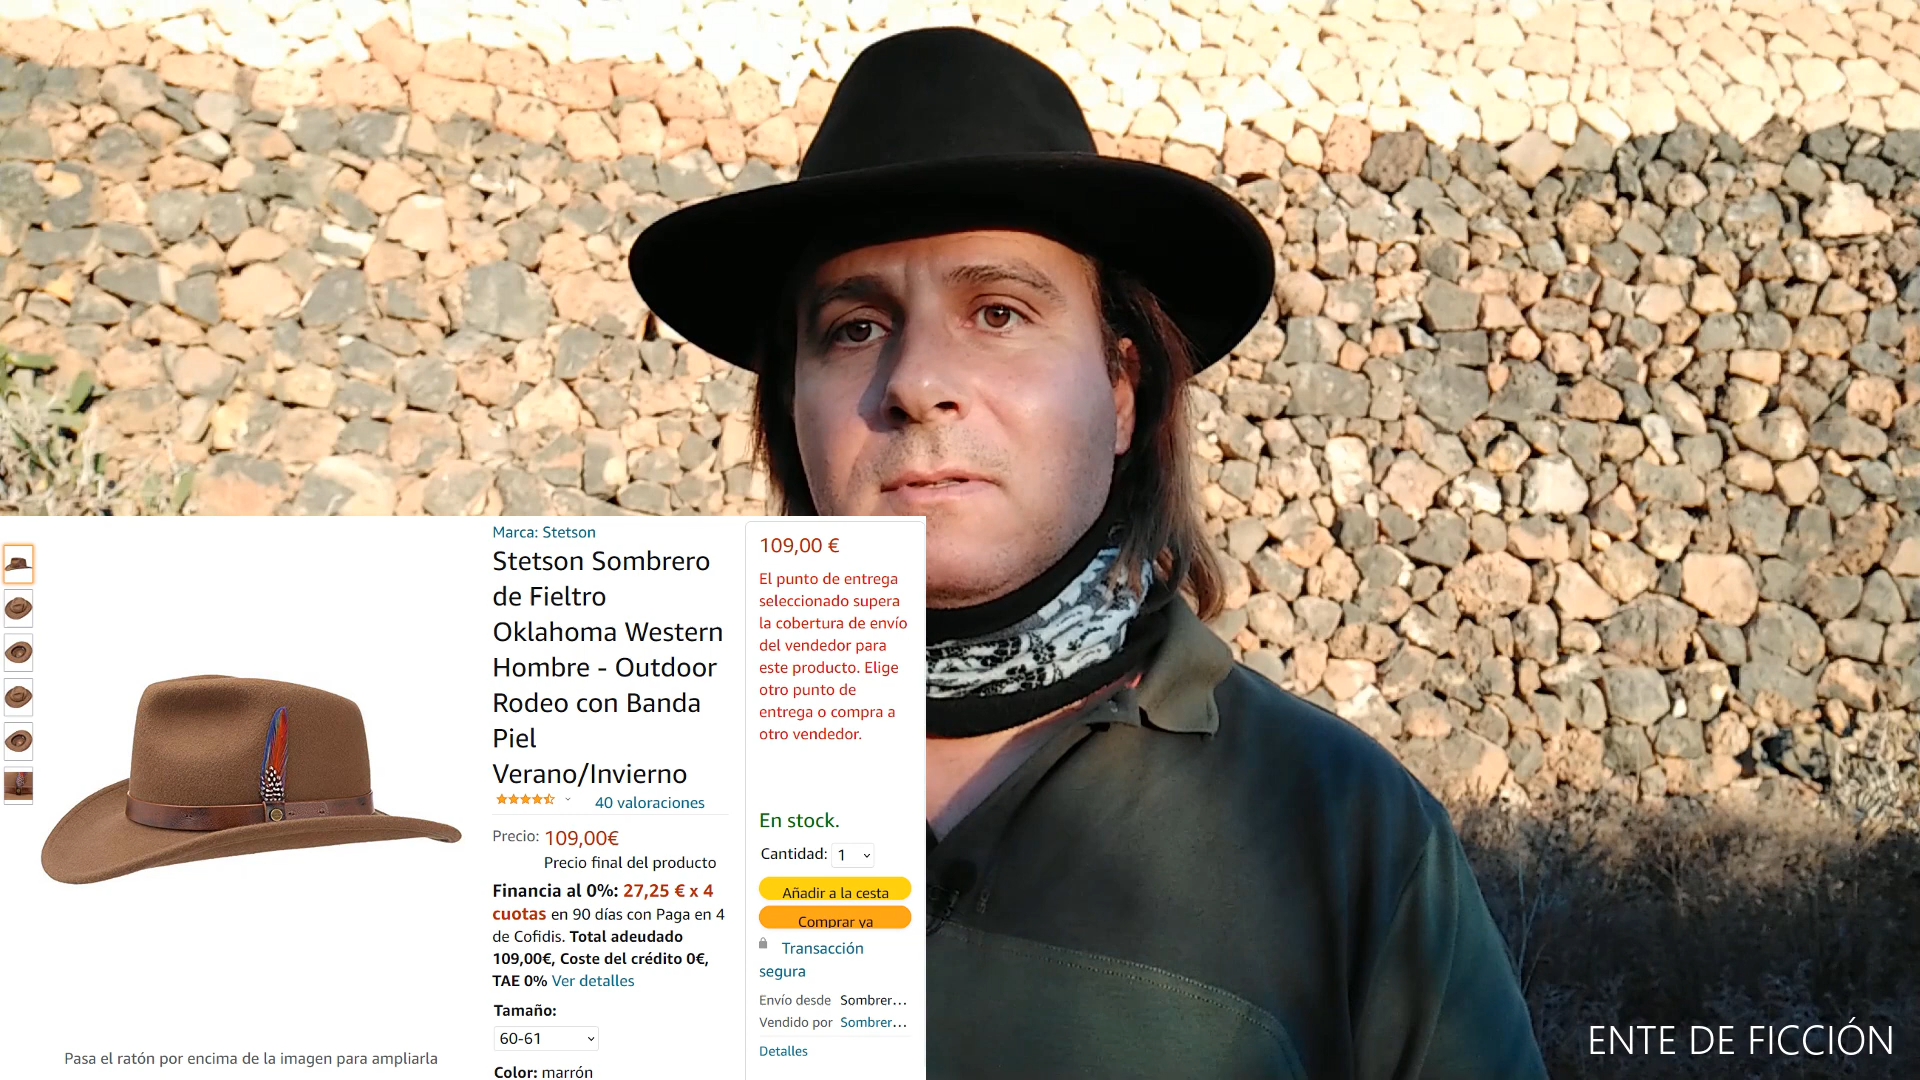 Marca: Stetson
Stetson Sombrero
de Fieltro
Oklahoma Western
Hombre - Outdoor
Rodeo con Banda
Piel
Verano/Invierno
40 valoraciones
Precio: 109,00€
Precio final del producto
Financia al 0%: 27,25 € x 4
cuotas en 90 días con Paga en 4
de Cofidis. Total adeudado
109,00€, Coste del crédito 0€,
TAE 0% Ver detalles
Tamaño:
60-61
Color: marrón
Pasa el ratón por encima de la imagen para ampliarla
109,00 €
El punto de entrega
seleccionado supera
la cobertura de envío
del vendedor para
este producto. Elige
otro punto de
entrega o compra a
otro vendedor.
En stock.
Cantidad: 1
Añadir a la cesta
Comprar ya
Transacción
segura
Envío desde Sombrer...
Vendido por Sombrer...
Detalles
ENTE DE FICCIÓN